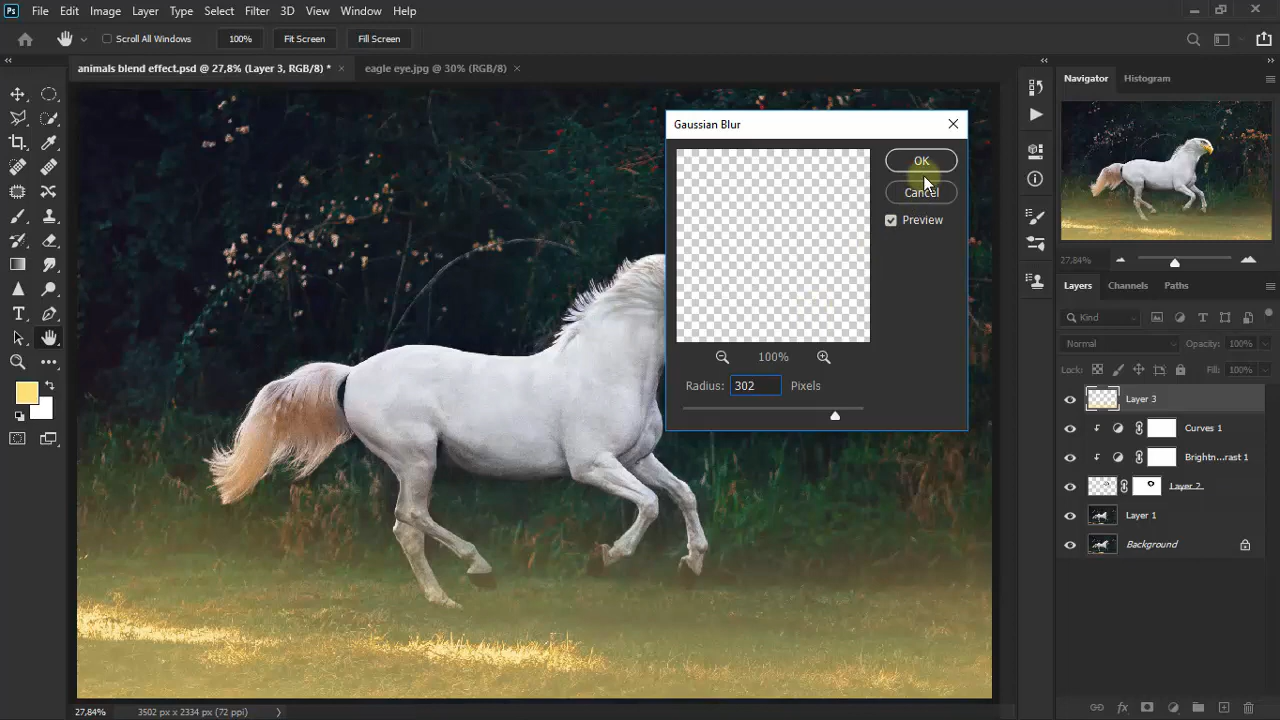 Ps File Edit Image Layer Type Select Filter 3D View Window Help
Scroll All Windows 100% Fit Screen Fill Screen
animals blend effect.psd @ 27,8% (Layer 3, RGB/8) * × eagle eye.jpg @ 30% (RGB/8) ×
Navigator Histogram
Gaussian Blur
OK
Cancel
Preview
100%
Radius: 302 Pixels
27,84%
Layers Channels Paths
Kind
Normal Opacity: 100%
Lock: Fill: 100%
Layer 3
Curves 1
Brightn...rast 1
Layer 2
Layer 1
Background
27,84% 3502 px x 2334 px (72 ppi)